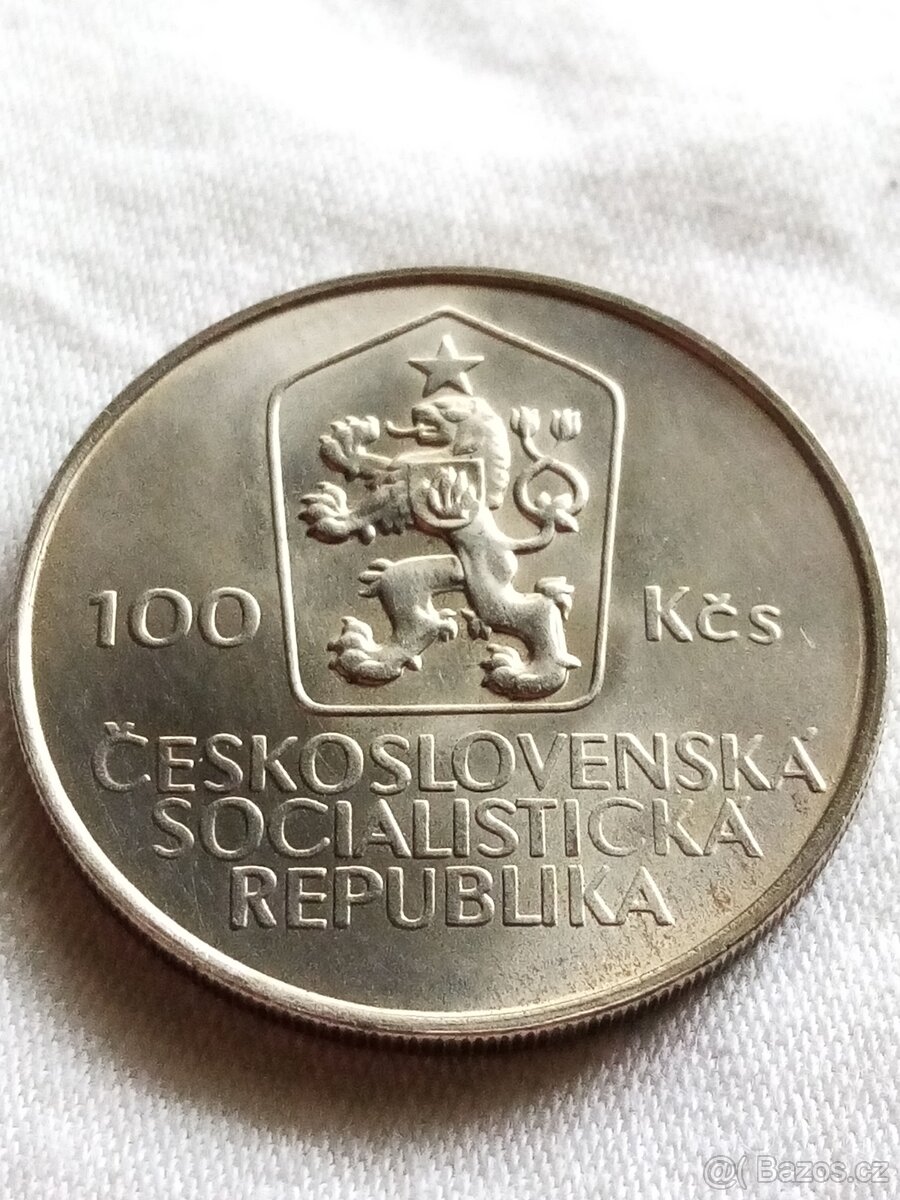 100 Kčs
ČESKOSLOVENSKÁ
SOCIALISTICKÁ
REPUBLIKA
@( Bazos.cz